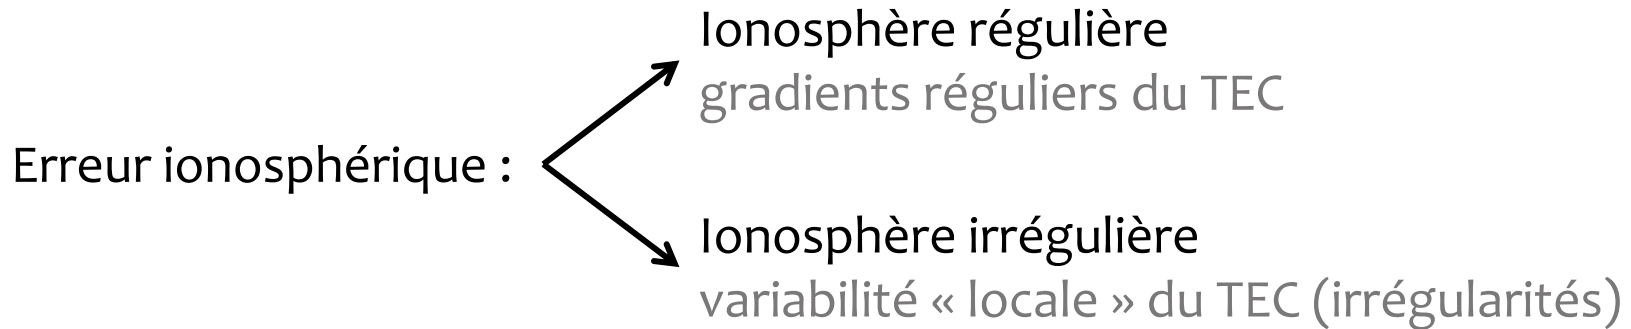 Ionosphère régulière
gradients réguliers du TEC
Erreur ionosphérique :
Ionosphère irrégulière
variabilité « locale » du TEC (irrégularités)